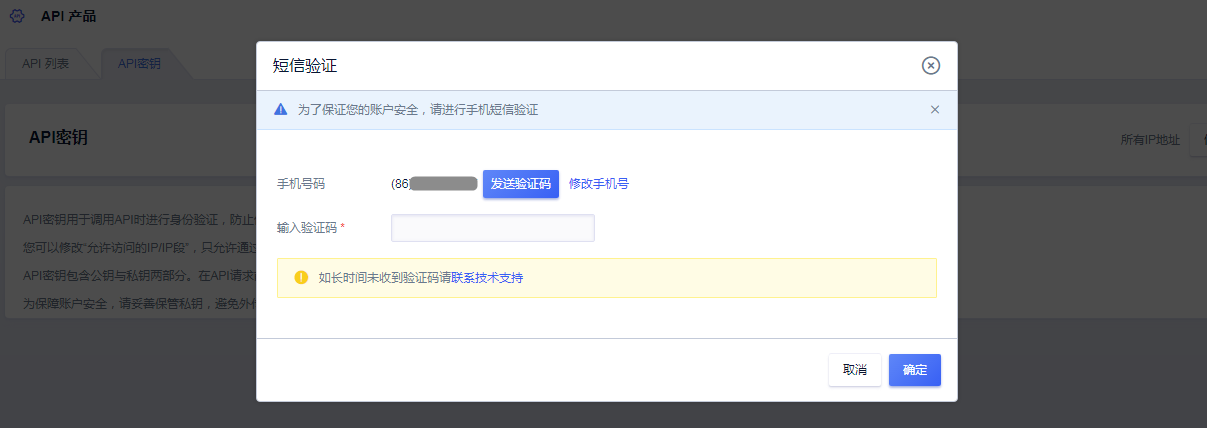 API 产品
API 列表
API密钥
短信验证
为了保证您的账户安全，请进行手机短信验证
API密钥
所有IP地址
手机号码
(86)
发送验证码
修改手机号
输入验证码 *
API密钥用于调用API时进行身份验证，防止
您可以修改“允许访问的IP/IP段”，只允许通过
API密钥包含公钥与私钥两部分。在API请求
为保障账户安全，请妥善保管私钥，避免外
如长时间未收到验证码请联系技术支持
取消
确定